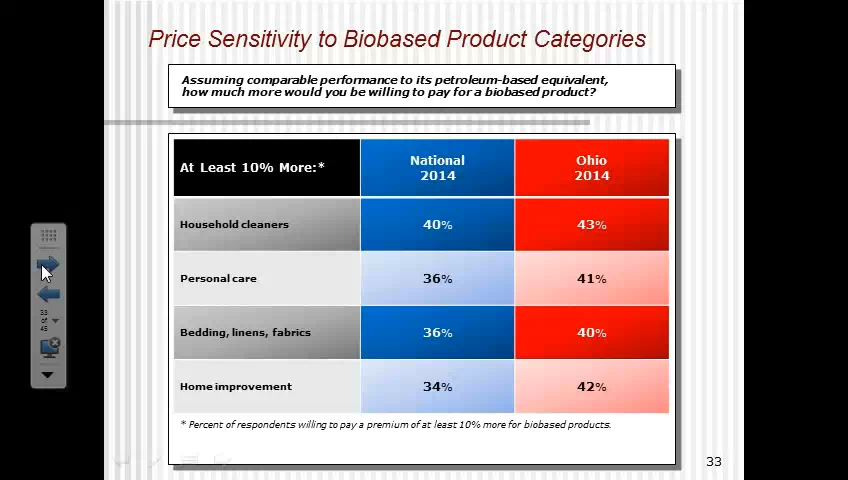 Price Sensitivity to Biobased Product Categories
Assuming comparable performance to its petroleum-based equivalent,
how much more would you be willing to pay for a biobased product?
At Least 10% More:* National 2014 Ohio 2014
Household cleaners 40% 43%
Personal care 36% 41%
Bedding, linens, fabrics 36% 40%
Home improvement 34% 42%
* Percent of respondents willing to pay a premium of at least 10% more for biobased products.
33
33
of
45